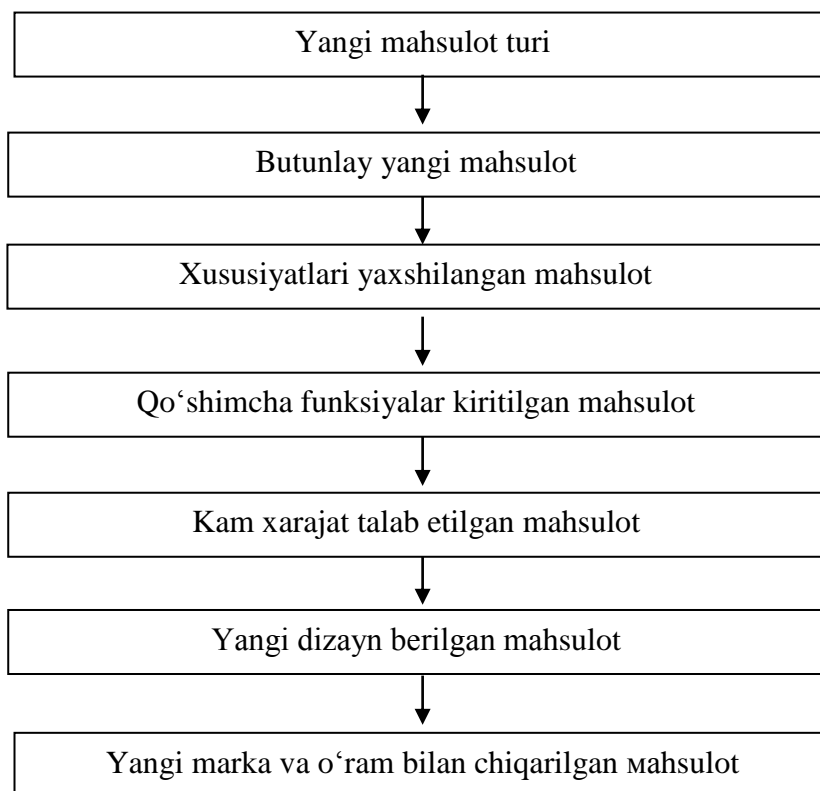 Yangi mahsulot turi
Butunlay yangi mahsulot
Xususiyatlari yaxshilangan mahsulot
Qo‘shimcha funksiyalar kiritilgan mahsulot
Kam xarajat talab etilgan mahsulot
Yangi dizayn berilgan mahsulot
Yangi marka va o‘ram bilan chiqarilgan мahsulot